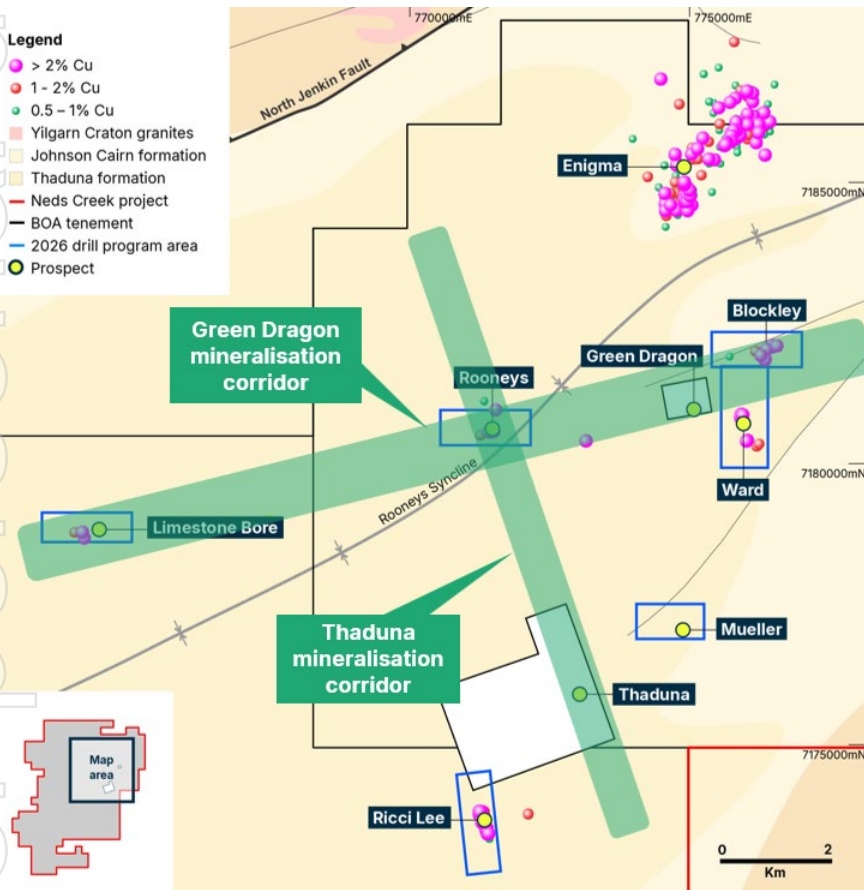 770000mE
775000mE
Legend
> 2% Cu
1 - 2% Cu
0.5 – 1% Cu
Yilgarn Craton granites
Johnson Cairn formation
Thaduna formation
Neds Creek project
BOA tenement
2026 drill program area
Prospect
North Jenkin Fault
Enigma
7185000mN
Blockley
Green Dragon
mineralisation
corridor
Green Dragon
Rooneys
7180000mN
Rooneys Syncline
Ward
Limestone Bore
Mueller
Thaduna
mineralisation
corridor
Thaduna
7175000mN
Map
area
Ricci Lee
0 2
Km